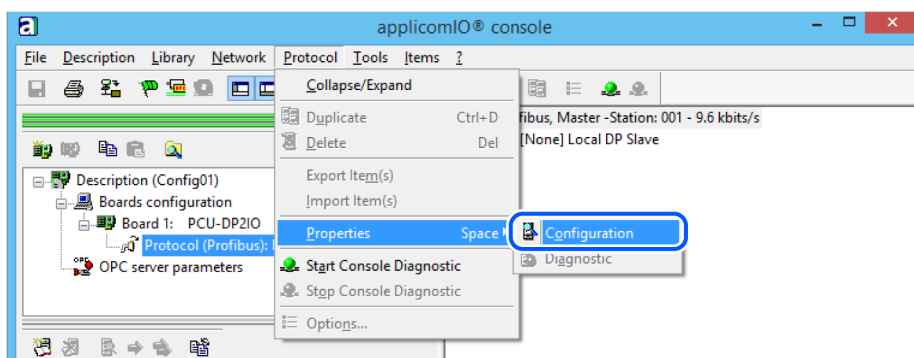 applicomIO® console
File Description Library Network Protocol Tools Items ?
Collapse/Expand
Duplicate Ctrl+D
Delete Del
Export Item(s)
Import Item(s)
Properties Space
Configuration
Diagnostic
Start Console Diagnostic
Stop Console Diagnostic
Options...
fibus, Master -Station: 001 - 9.6 kbits/s
[None] Local DP Slave
Description (Config01)
Boards configuration
Board 1: PCU-DP2IO
Protocol (Profibus):
OPC server parameters